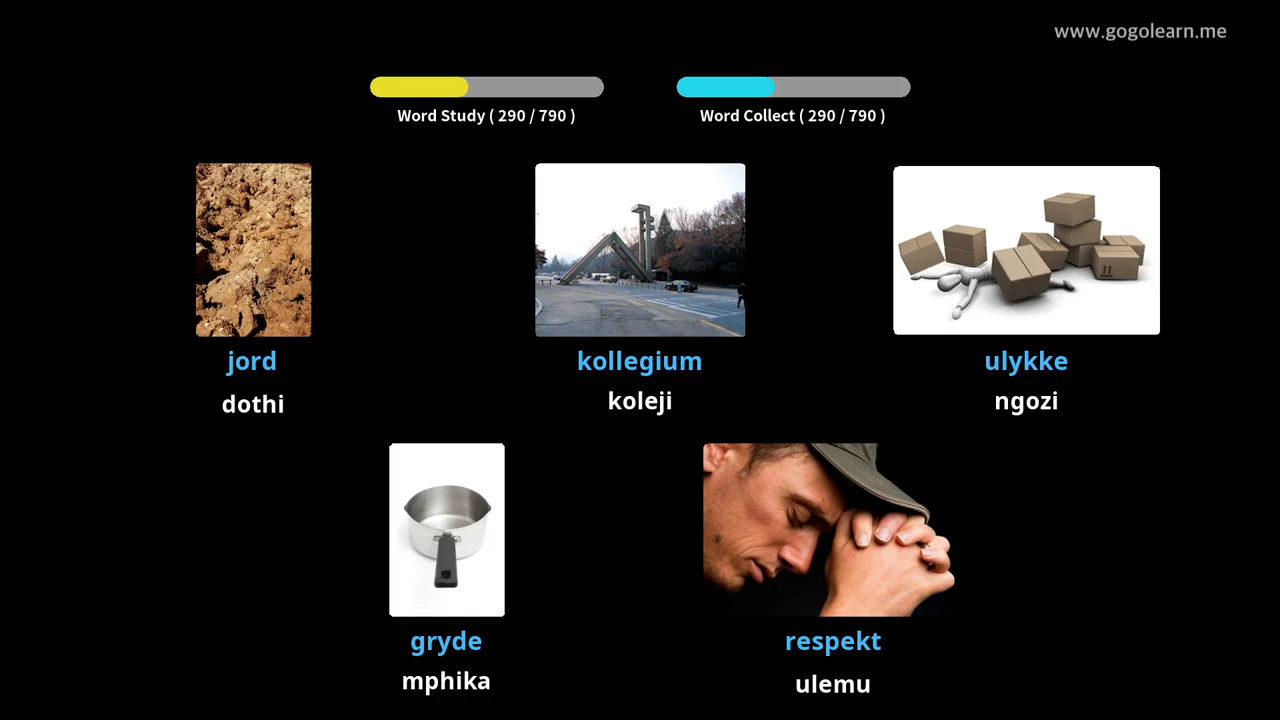 www.gogolearn.me
Word Study ( 290 / 790 )
Word Collect ( 290 / 790 )
jord
dothi
kollegium
koleji
ulykke
ngozi
gryde
mphika
respekt
ulemu